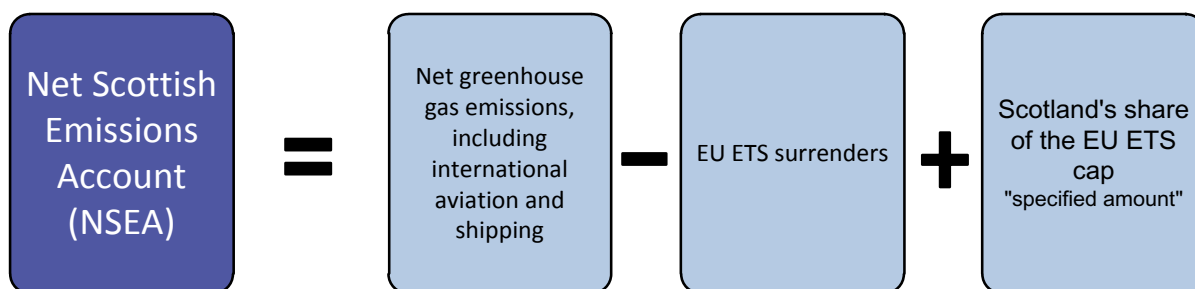 Net Scottish
Emissions
Account
(NSEA)
=
Net greenhouse
gas emissions,
including
international
aviation and
shipping
−
EU ETS surrenders
+
Scotland's share
of the EU ETS
cap
"specified amount"